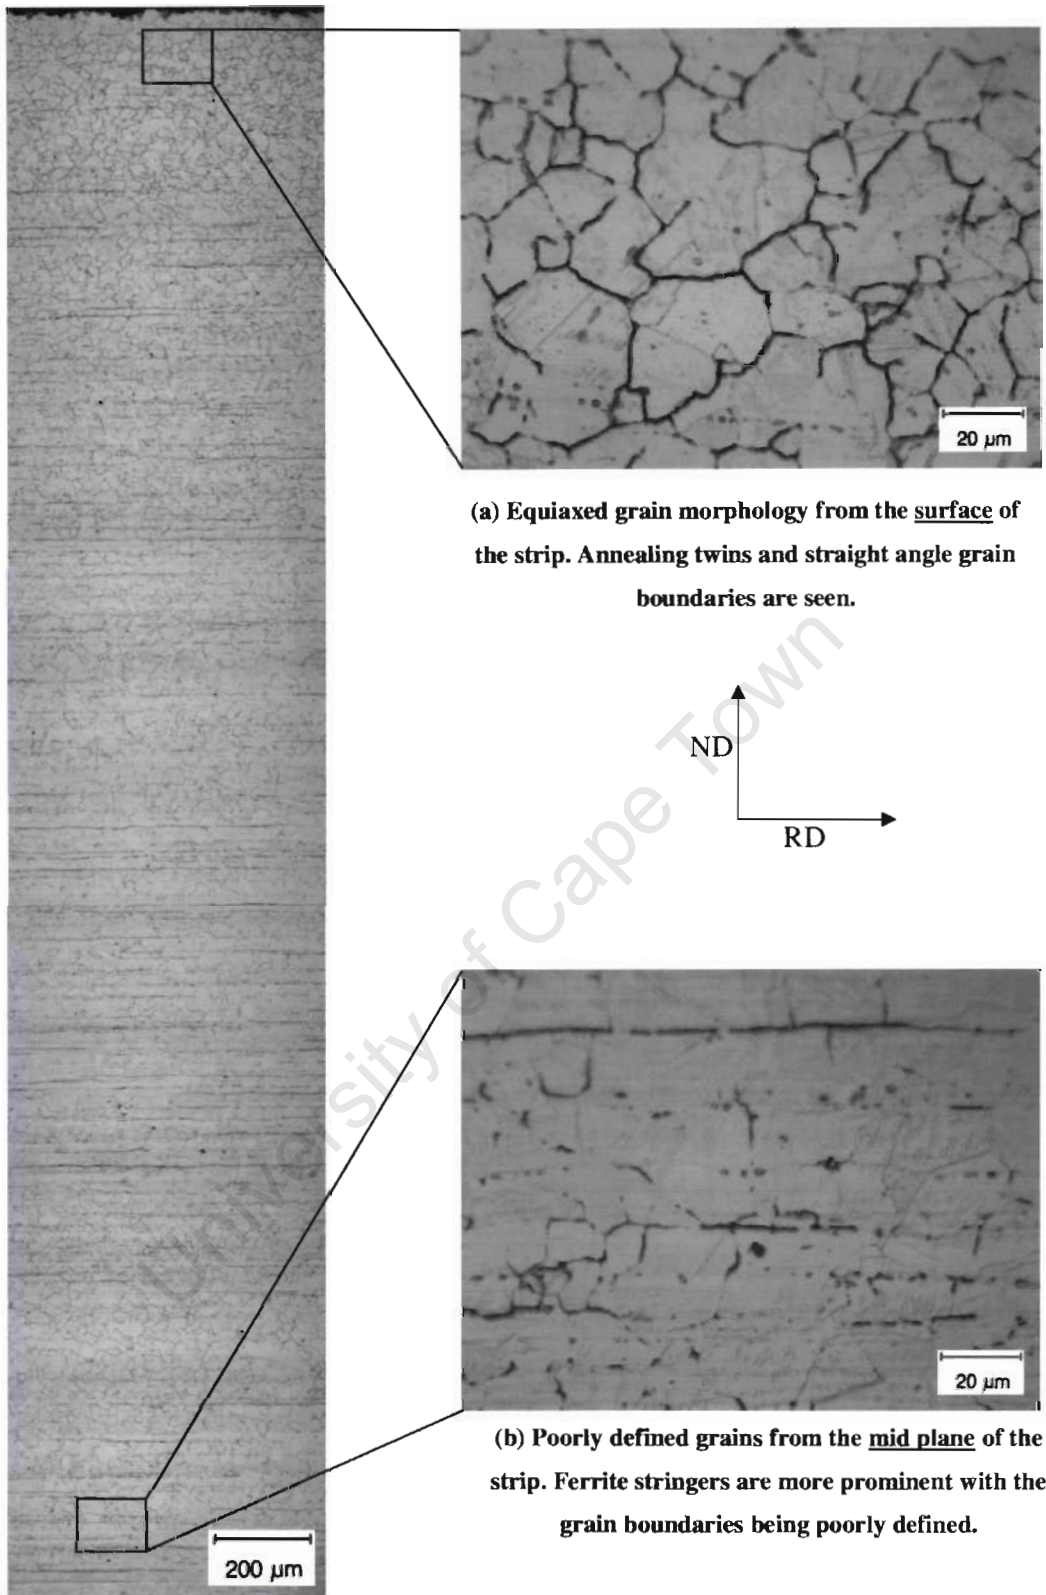 20 µm
(a) Equiaxed grain morphology from the surface of
the strip. Annealing twins and straight angle grain
boundaries are seen.
ND
RD
University of Cape Town
20 µm
(b) Poorly defined grains from the mid plane of the
strip. Ferrite stringers are more prominent with the
grain boundaries being poorly defined.
200 µm